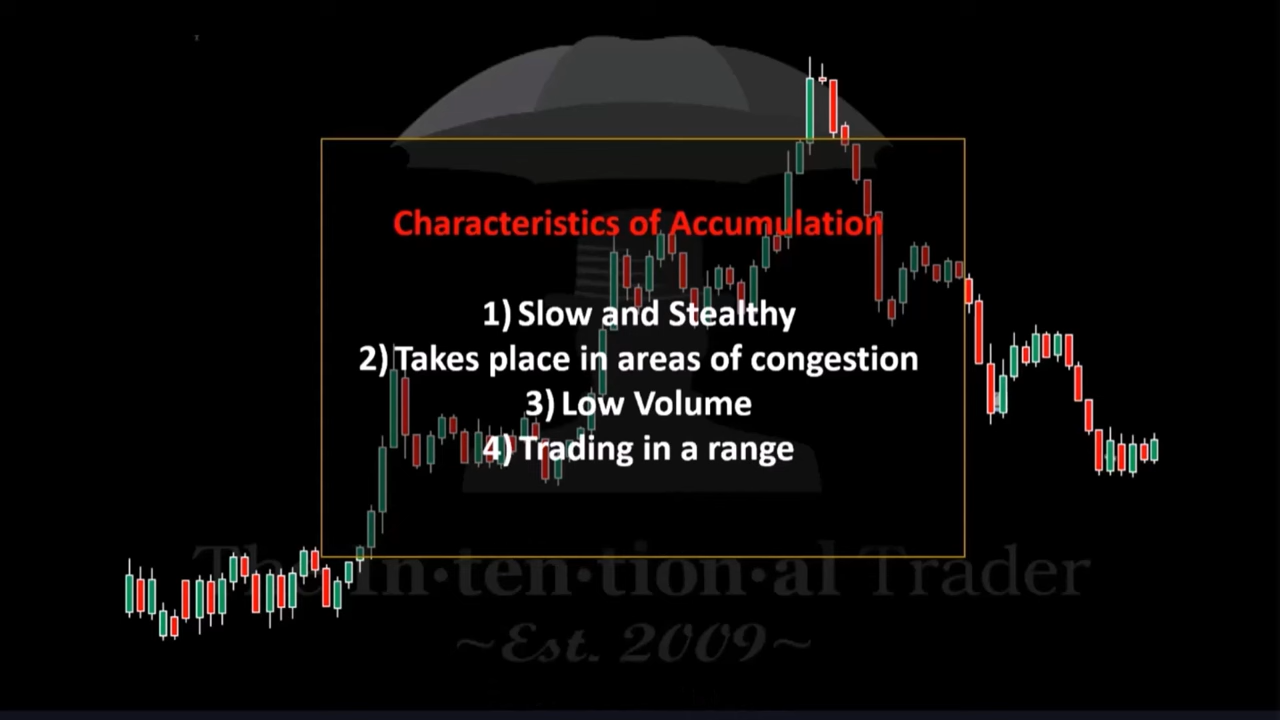 Characteristics of Accumulation
1) Slow and Stealthy
2) Takes place in areas of congestion
3) Low Volume
4) Trading in a range
The In·ten·tion·al Trader
~Est. 2009~